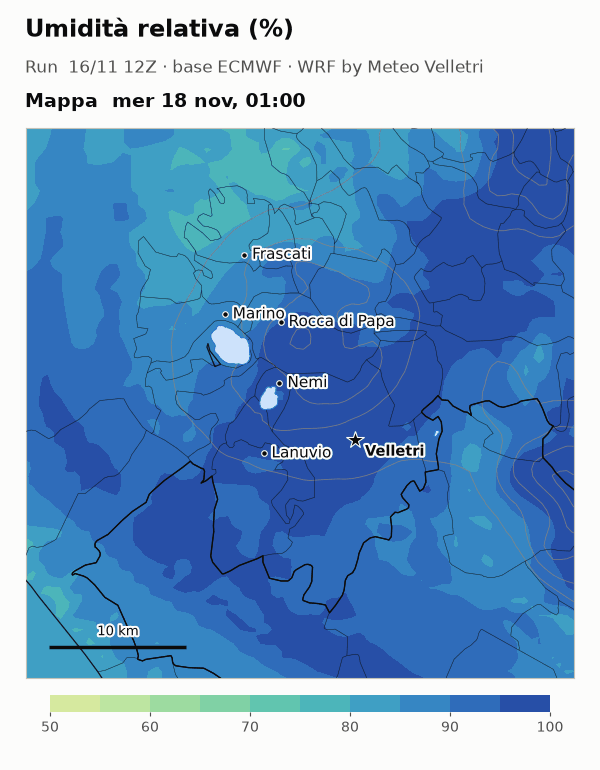 Umidità relativa (%)
Run  16/11 12Z · base ECMWF · WRF by Meteo Velletri
Mappa  mer 18 nov, 01:00
Frascati
Marino
Rocca di Papa
Nemi
Velletri
Lanuvio
10 km
50 60 70 80 90 100